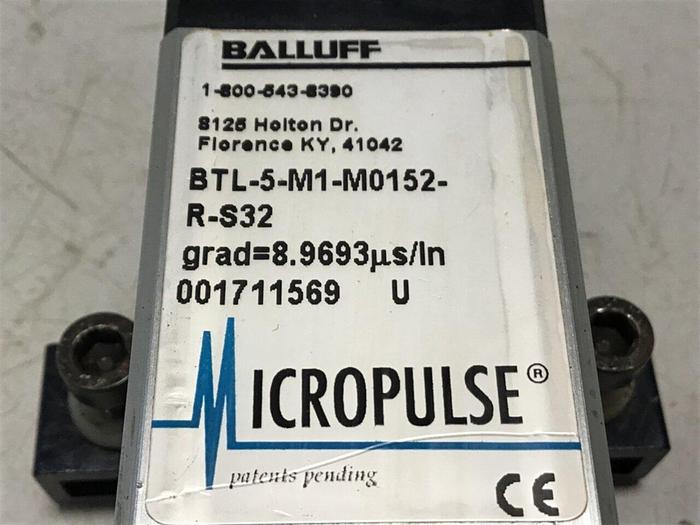 BALLUFF
1-800-543-8390
8125 Holton Dr.
Florence KY, 41042
BTL-5-M1-M0152-
R-S32
grad=8.9693µs/In
001711569 U
MICROPULSE®
patents pending
CE